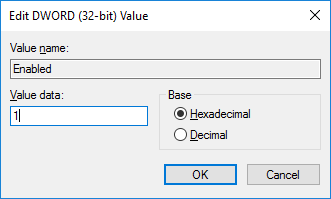 Edit DWORD (32-bit) Value
Value name:
Enabled
Value data:
1
Base
Hexadecimal
Decimal
OK
Cancel